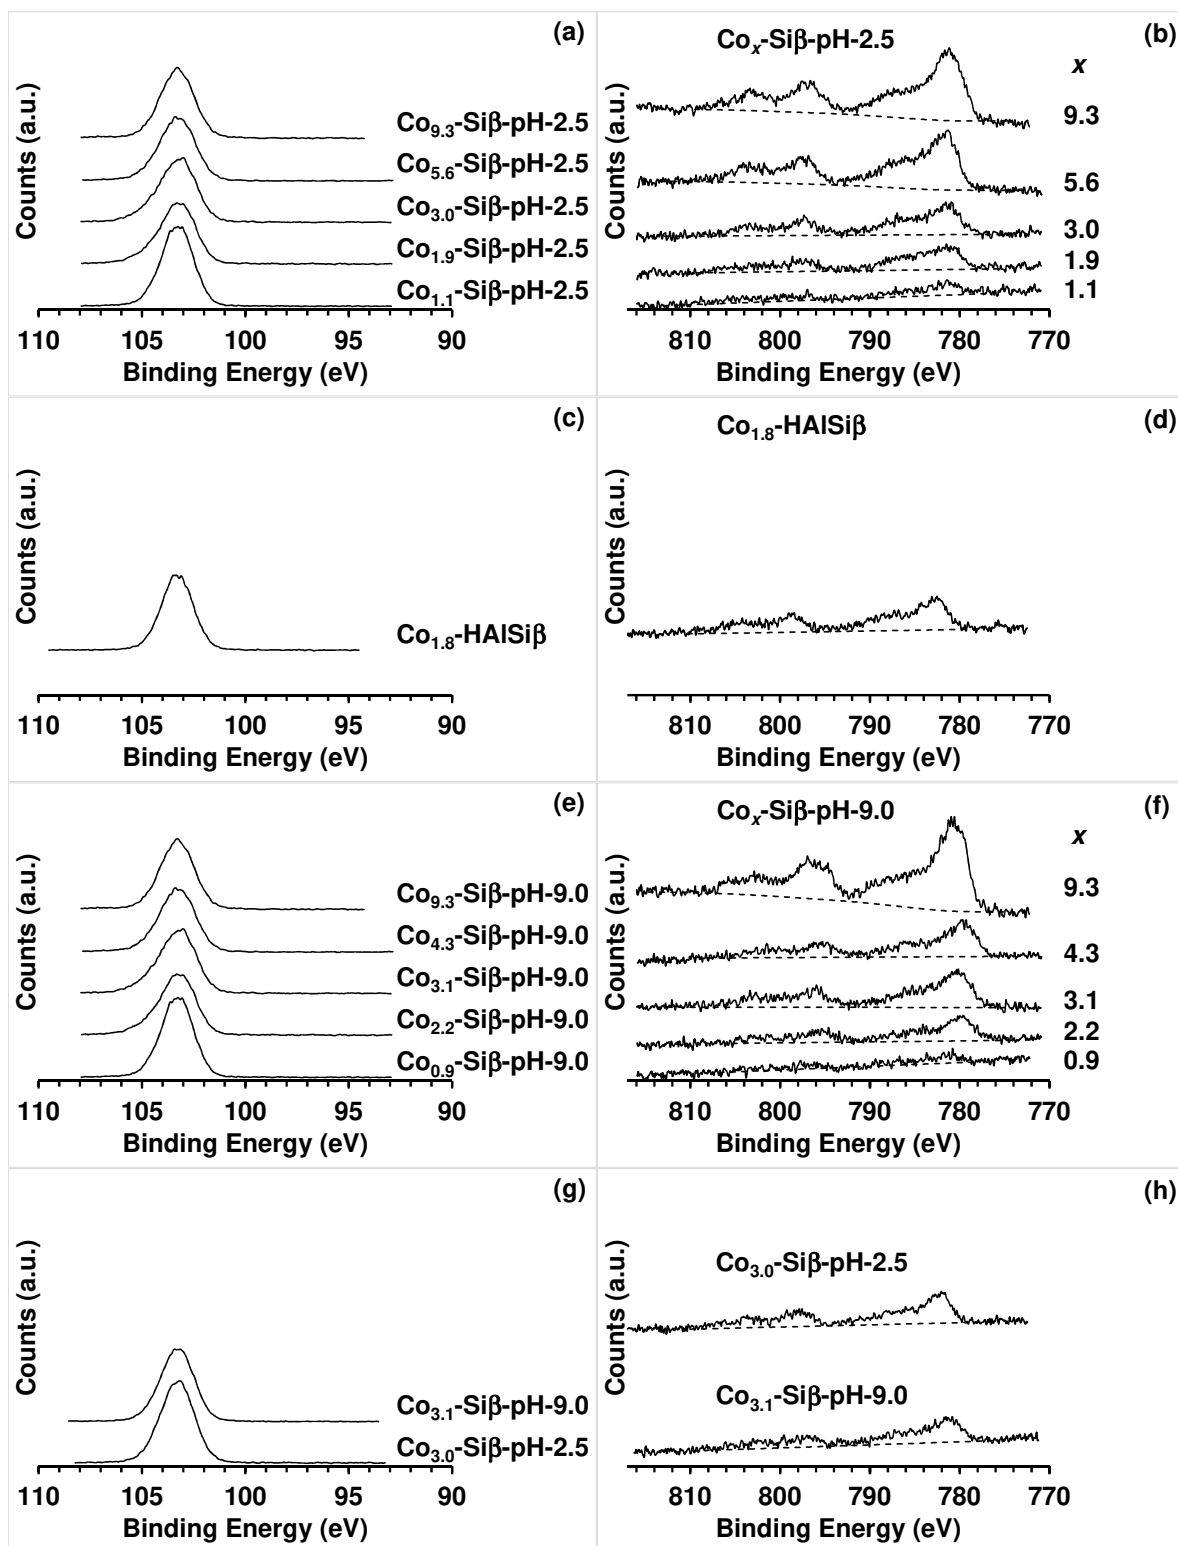 (a)
Counts (a.u.)
Co9.3-Siβ-pH-2.5
Co5.6-Siβ-pH-2.5
Co3.0-Siβ-pH-2.5
Co1.9-Siβ-pH-2.5
Co1.1-Siβ-pH-2.5
110 105 100 95 90
Binding Energy (eV)
(b)
Cox-Siβ-pH-2.5
Counts (a.u.)
x
9.3
5.6
3.0
1.9
1.1
810 800 790 780 770
Binding Energy (eV)
(c)
Counts (a.u.)
Co1.8-HAlSiβ
110 105 100 95 90
Binding Energy (eV)
(d)
Co1.8-HAlSiβ
Counts (a.u.)
810 800 790 780 770
Binding Energy (eV)
(e)
Counts (a.u.)
Co9.3-Siβ-pH-9.0
Co4.3-Siβ-pH-9.0
Co3.1-Siβ-pH-9.0
Co2.2-Siβ-pH-9.0
Co0.9-Siβ-pH-9.0
110 105 100 95 90
Binding Energy (eV)
(f)
Cox-Siβ-pH-9.0
Counts (a.u.)
x
9.3
4.3
3.1
2.2
0.9
810 800 790 780 770
Binding Energy (eV)
(g)
Counts (a.u.)
Co3.1-Siβ-pH-9.0
Co3.0-Siβ-pH-2.5
110 105 100 95 90
Binding Energy (eV)
(h)
Counts (a.u.)
Co3.0-Siβ-pH-2.5
Co3.1-Siβ-pH-9.0
810 800 790 780 770
Binding Energy (eV)